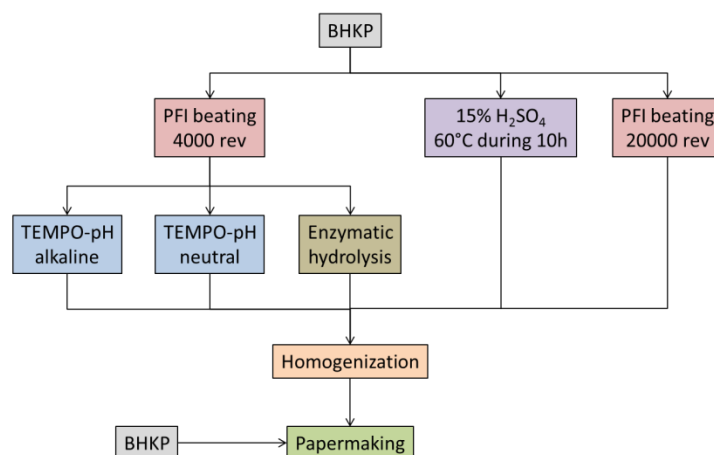 BHKP
PFI beating
4000 rev
15% H₂SO₄
60°C during 10h
PFI beating
20000 rev
TEMPO-pH
alkaline
TEMPO-pH
neutral
Enzymatic
hydrolysis
Homogenization
BHKP
Papermaking